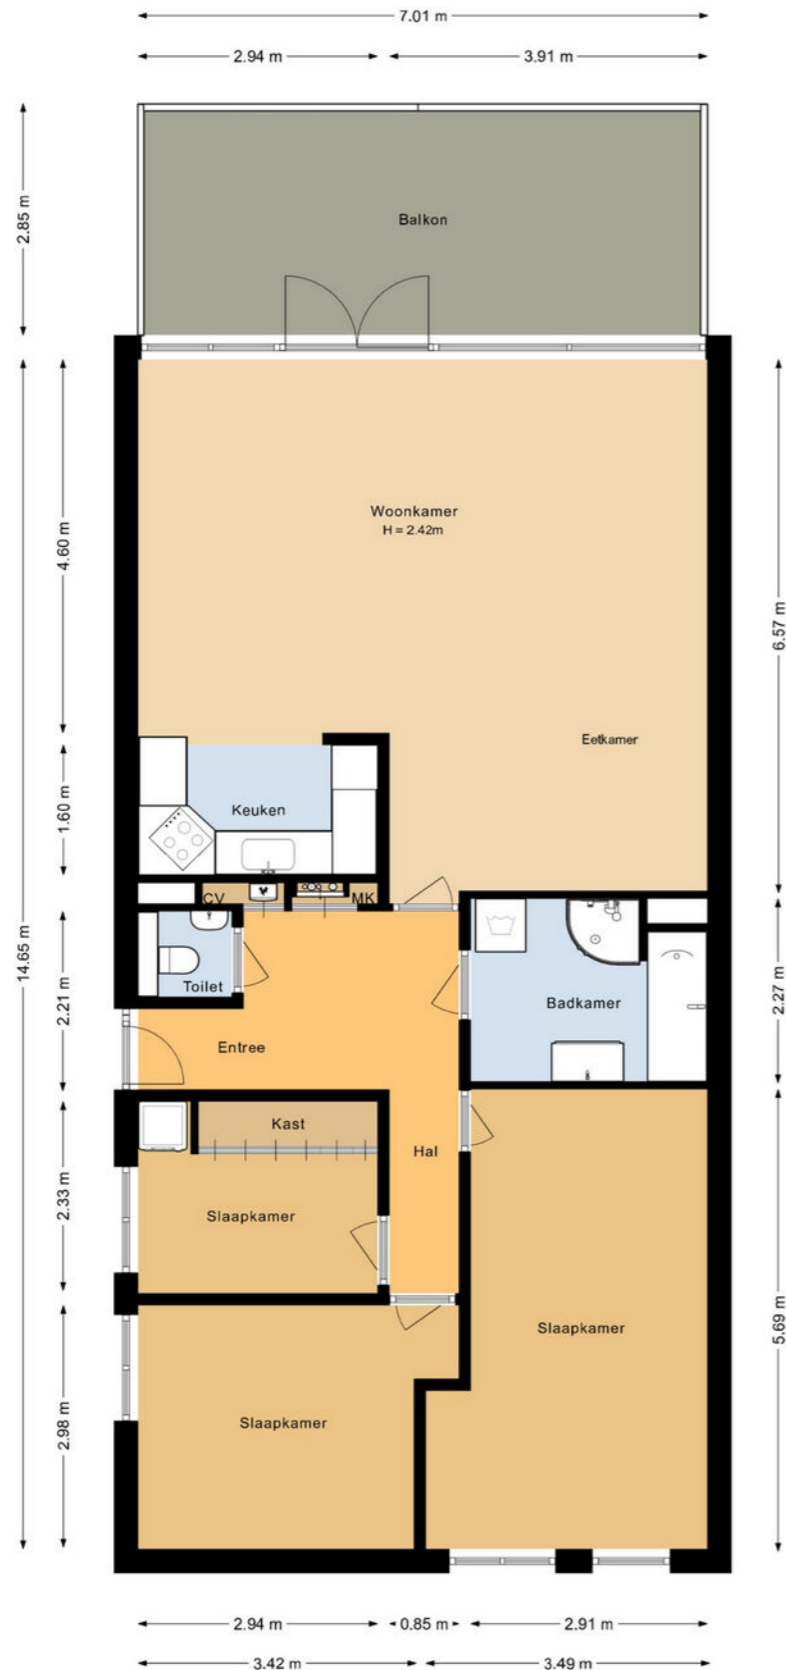 7.01 m
2.94 m
3.91 m
2.85 m
Balkon
Woonkamer
H = 2.42m
4.60 m
6.57 m
Eetkamer
Keuken
1.60 m
CV
MK
14.65 m
2.21 m
Toilet
Badkamer
2.27 m
Entree
Kast
Hal
2.33 m
Slaapkamer
Slaapkamer
5.69 m
Slaapkamer
2.98 m
2.94 m
0.85 m
2.91 m
3.42 m
3.49 m